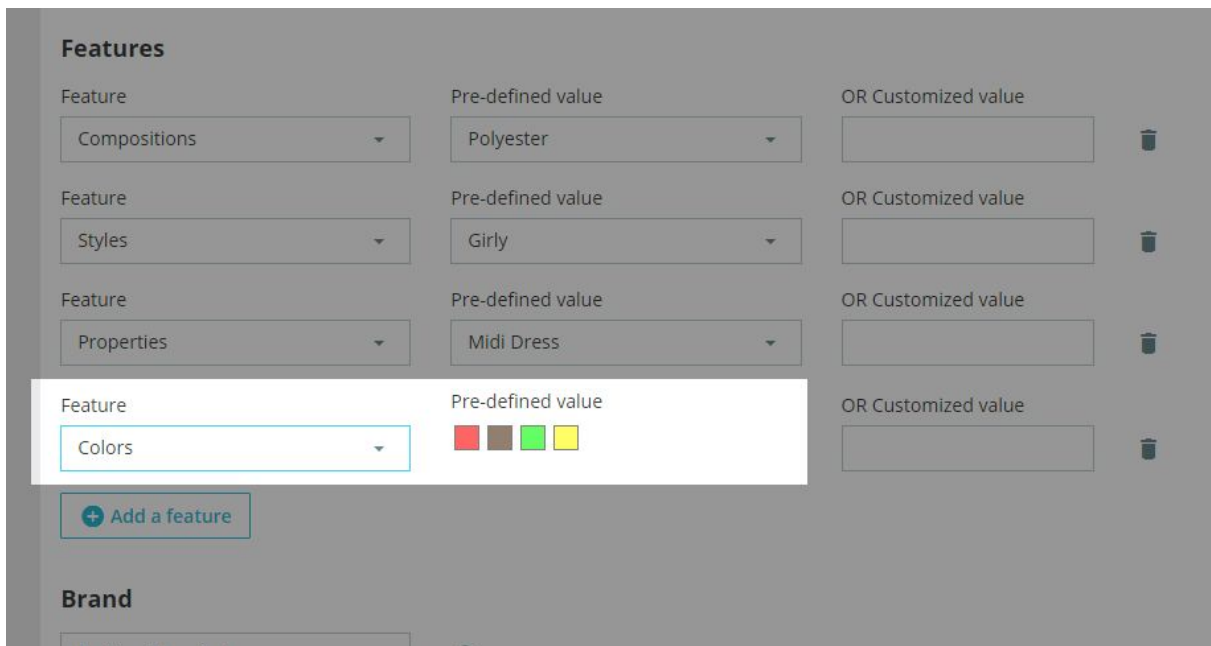 Features
Feature Pre-defined value OR Customized value
Compositions Polyester
Feature Pre-defined value OR Customized value
Styles Girly
Feature Pre-defined value OR Customized value
Properties Midi Dress
Feature Pre-defined value OR Customized value
Colors
Add a feature
Brand